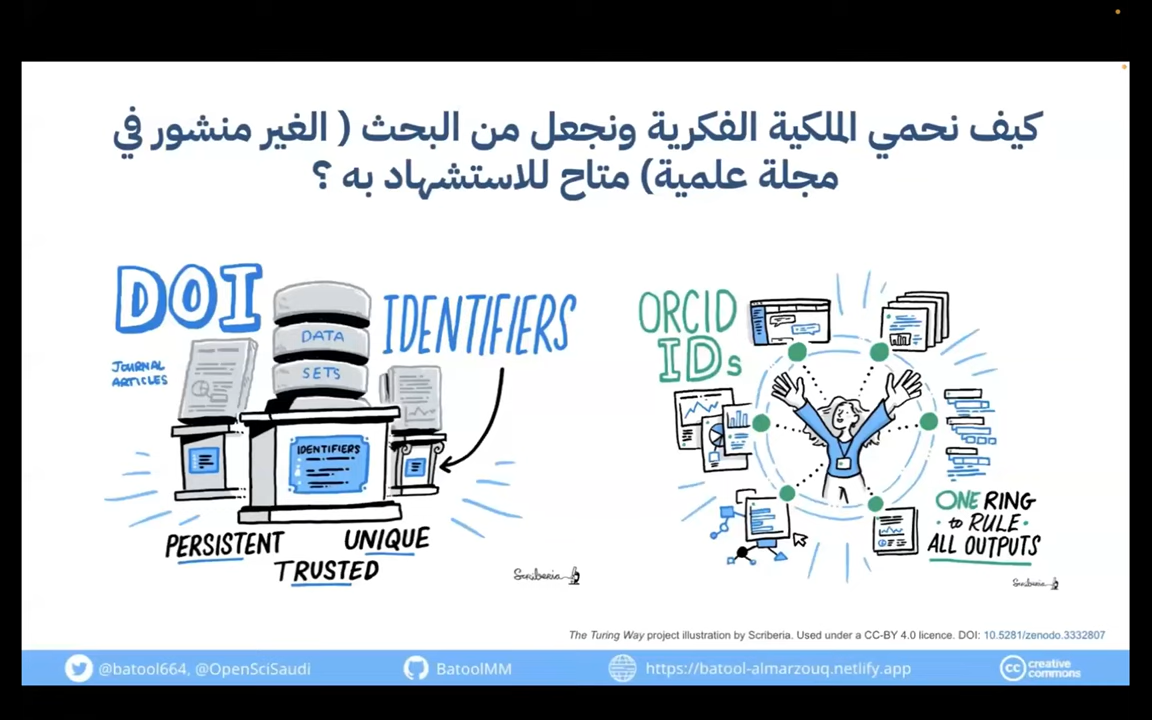 كيف نحمي الملكية الفكرية ونجعل من البحث ( الغير منشور في
مجلة علمية) متاح للاستشهاد به ؟
DOI
IDENTIFIERS
JOURNAL
ARTICLES
DATA
SETS
IDENTIFIERS
PERSISTENT
UNIQUE
TRUSTED
Scriberia
ORCID
IDs
ONE RING
to RULE
ALL OUTPUTS
Scriberia
The Turing Way project illustration by Scriberia. Used under a CC-BY 4.0 licence. DOI: 10.5281/zenodo.3332807
@batool664, @OpenSciSaudi
BatoolMM
https://batool-almarzouq.netlify.app
cc creative
commons